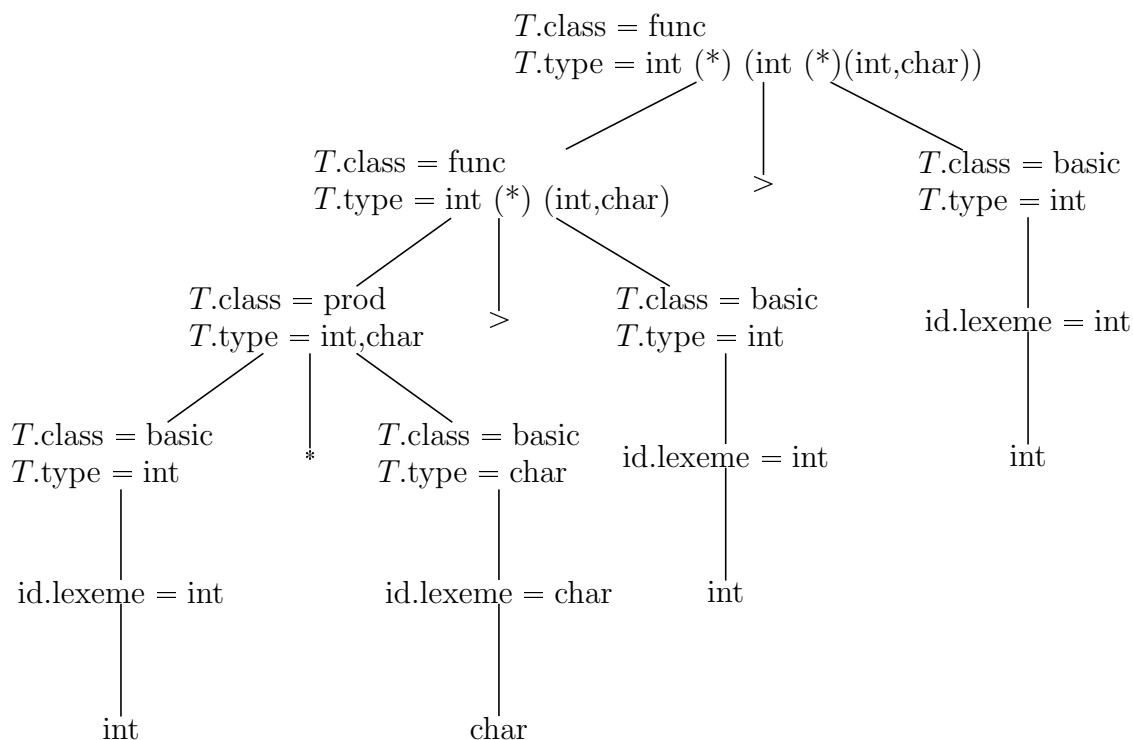 T.class = func
T.type = int (*) (int (*)(int,char))
T.class = func
T.type = int (*) (int,char)
>
T.class = basic
T.type = int
T.class = prod
T.type = int,char
>
T.class = basic
T.type = int
id.lexeme = int
T.class = basic
T.type = int
*
T.class = basic
T.type = char
id.lexeme = int
int
id.lexeme = int
id.lexeme = char
int
int
char